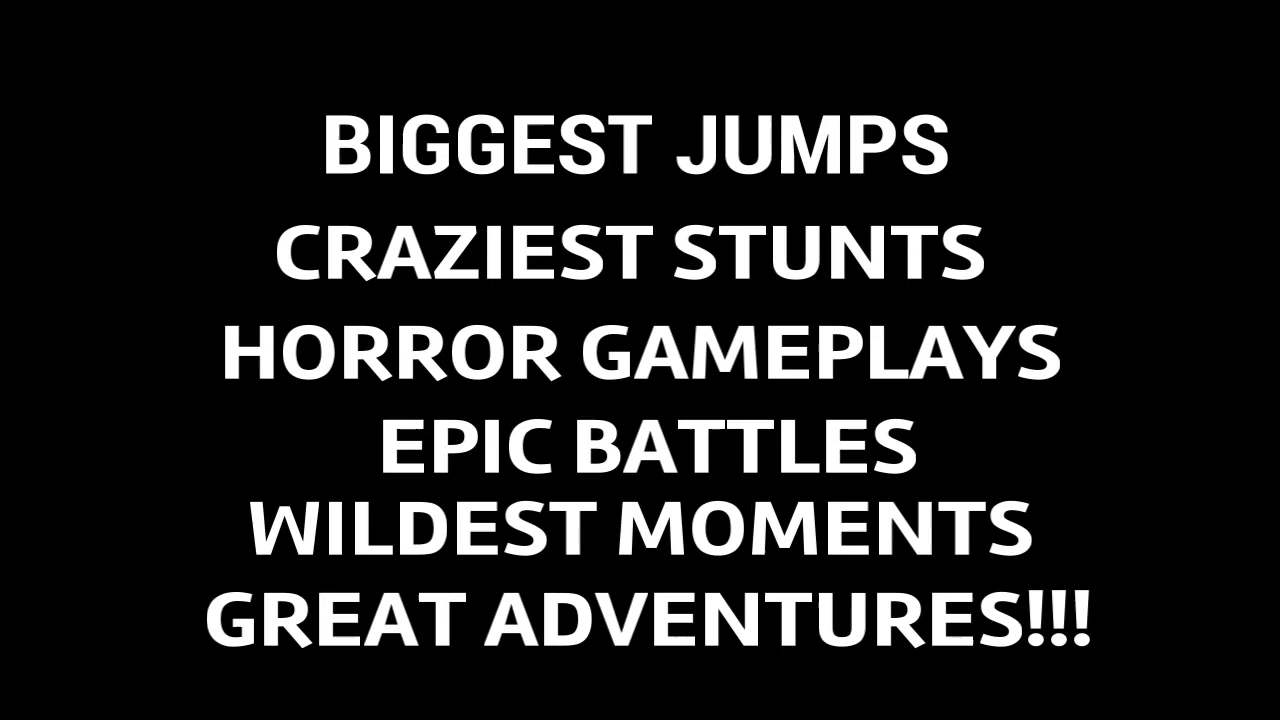 BIGGEST JUMPS
CRAZIEST STUNTS
HORROR GAMEPLAYS
EPIC BATTLES
WILDEST MOMENTS
GREAT ADVENTURES!!!